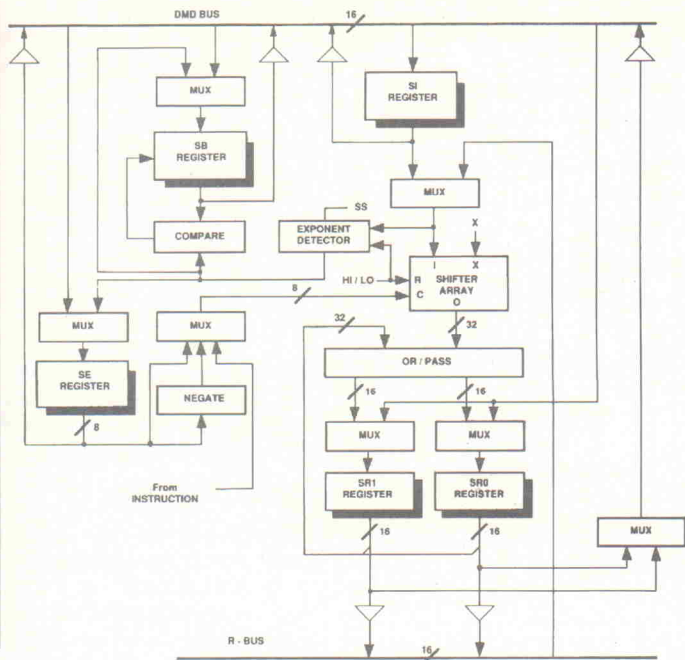 DMD BUS
16
MUX
SI
REGISTER
SB
REGISTER
MUX
SS
COMPARE
EXPONENT
DETECTOR
X
I X
HI / LO
R SHIFTER
ARRAY
C
O
8
MUX
MUX
32
32
SE
REGISTER
OR / PASS
NEGATE
16
16
8
MUX
MUX
From
INSTRUCTION
SR1
REGISTER
SR0
REGISTER
16
16
MUX
R - BUS
16